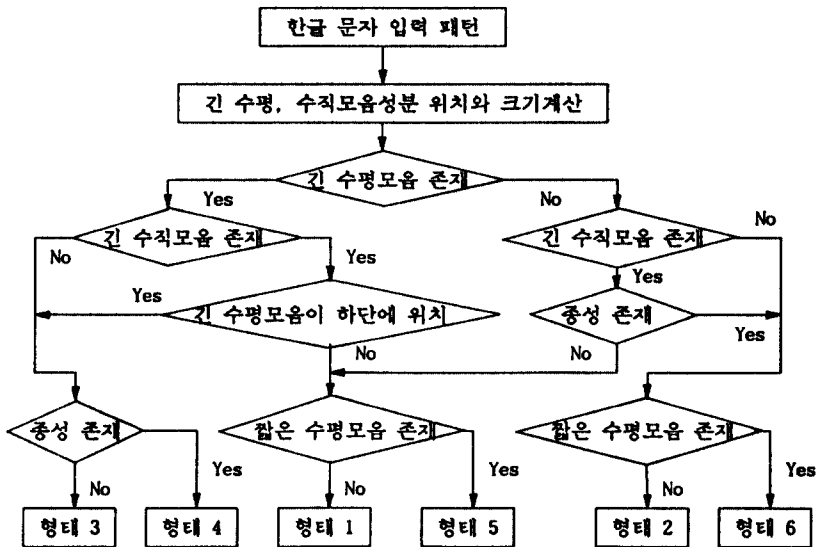 한글 문자 입력 패턴
긴 수평, 수직모음성분 위치와 크기계산
긴 수평모음 존재
Yes
No
긴 수직모음 존재
긴 수직모음 존재
No
No
Yes
Yes
Yes
긴 수평모음이 하단에 위치
종성 존재
Yes
No
No
종성 존재
짧은 수평모음 존재
짧은 수평모음 존재
Yes
Yes
Yes
No
No
No
형태 3
형태 4
형태 1
형태 5
형태 2
형태 6